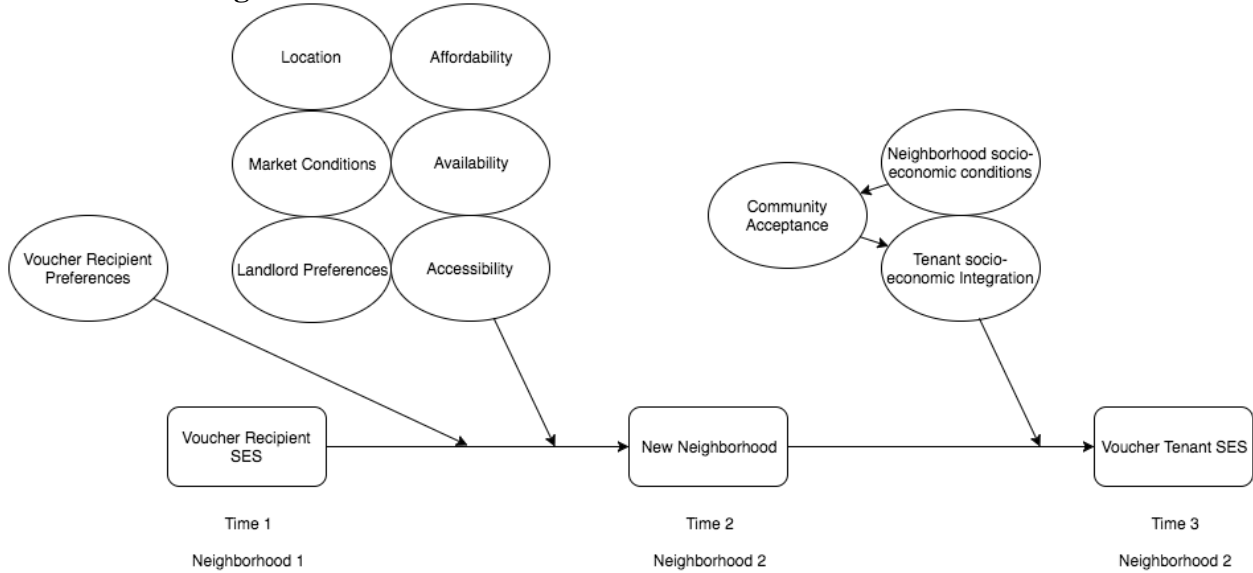 Location
Affordability
Market Conditions
Availability
Neighborhood socio-
economic conditions
Community
Acceptance
Voucher Recipient
Preferences
Landlord Preferences
Accessibility
Tenant socio-
economic Integration
Voucher Recipient
SES
New Neighborhood
Voucher Tenant SES
Time 1
Time 2
Time 3
Neighborhood 1
Neighborhood 2
Neighborhood 2